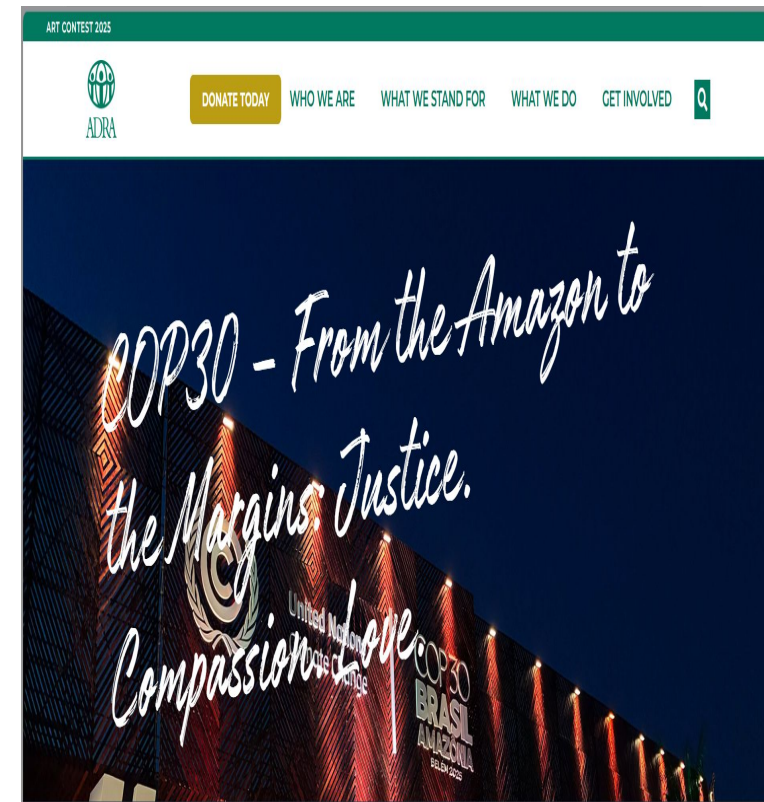 ART CONTEST 2025
ADRA
DONATE TODAY WHO WE ARE WHAT WE STAND FOR WHAT WE DO GET INVOLVED
COP30 – From the Amazon to
the Margins: Justice.
Compassion. Love.
United Nations
Climate Change
COP30
BRASIL
AMAZÔNIA
BELÉM 2025